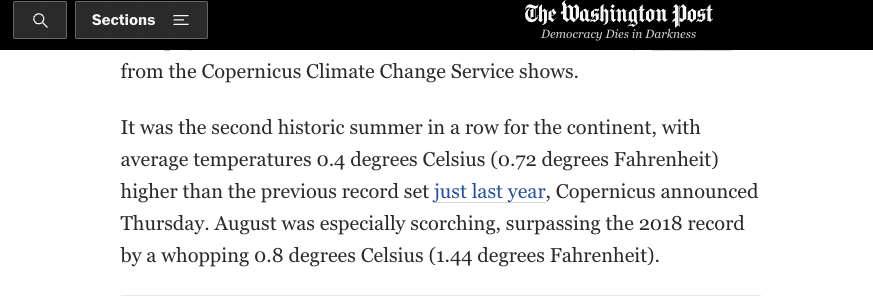 Sections
The Washington Post
Democracy Dies in Darkness
from the Copernicus Climate Change Service shows.
It was the second historic summer in a row for the continent, with
average temperatures 0.4 degrees Celsius (0.72 degrees Fahrenheit)
higher than the previous record set just last year, Copernicus announced
Thursday. August was especially scorching, surpassing the 2018 record
by a whopping 0.8 degrees Celsius (1.44 degrees Fahrenheit).